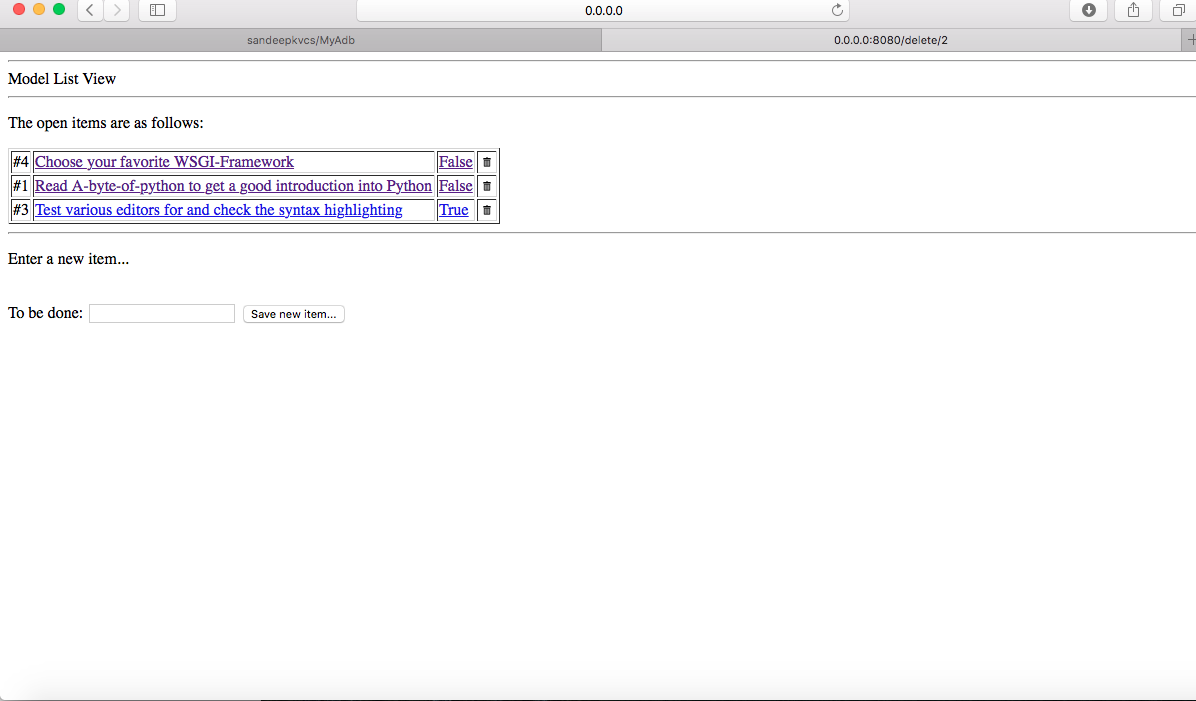 0.0.0.0
sandeepkvcs/MyAdb
0.0.0.0:8080/delete/2
Model List View
The open items are as follows:
#4 Choose your favorite WSGI-Framework False
#1 Read A-byte-of-python to get a good introduction into Python False
#3 Test various editors for and check the syntax highlighting True
Enter a new item...
To be done: Save new item...